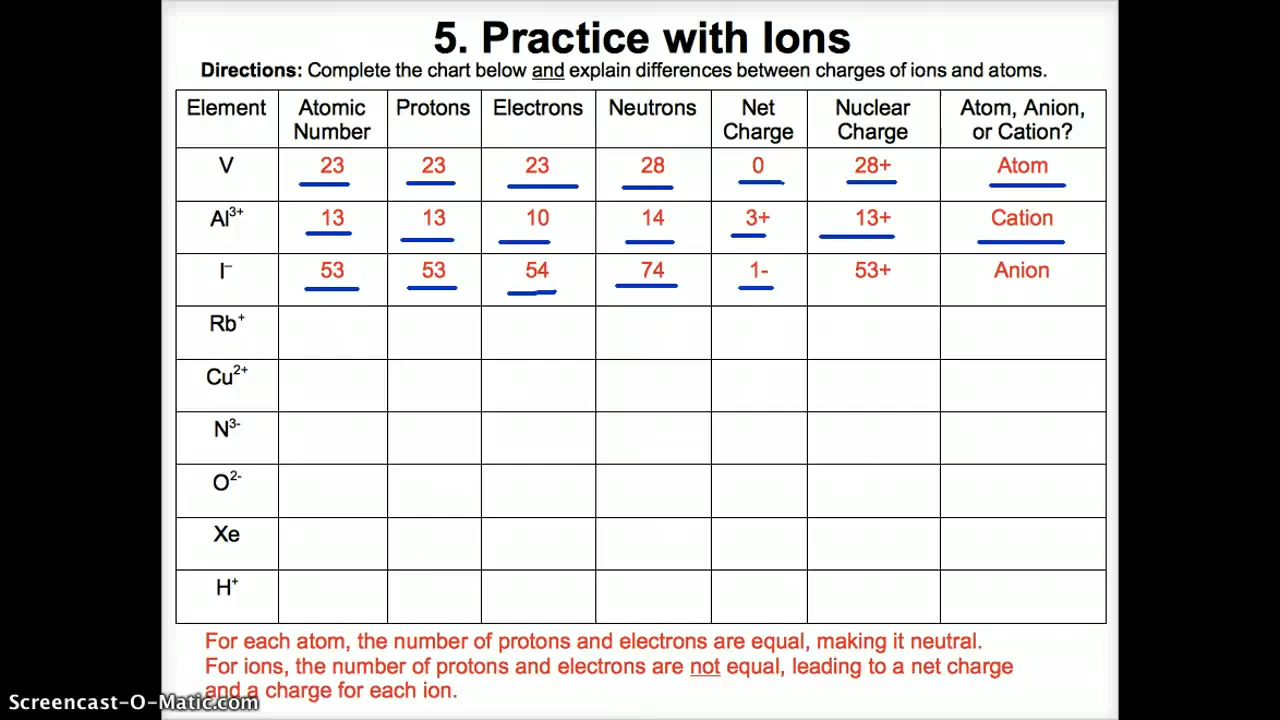 5. Practice with Ions
Directions: Complete the chart below and explain differences between charges of ions and atoms.
Element Atomic Number Protons Electrons Neutrons Net Charge Nuclear Charge Atom, Anion, or Cation?
V 23 23 23 28 0 28+ Atom
Al³⁺ 13 13 10 14 3+ 13+ Cation
I⁻ 53 53 54 74 1- 53+ Anion
Rb⁺
Cu²⁺
N³⁻
O²⁻
Xe
H⁺
For each atom, the number of protons and electrons are equal, making it neutral.
For ions, the number of protons and electrons are not equal, leading to a net charge
and a charge for each ion.
Screencast-O-Matic.com